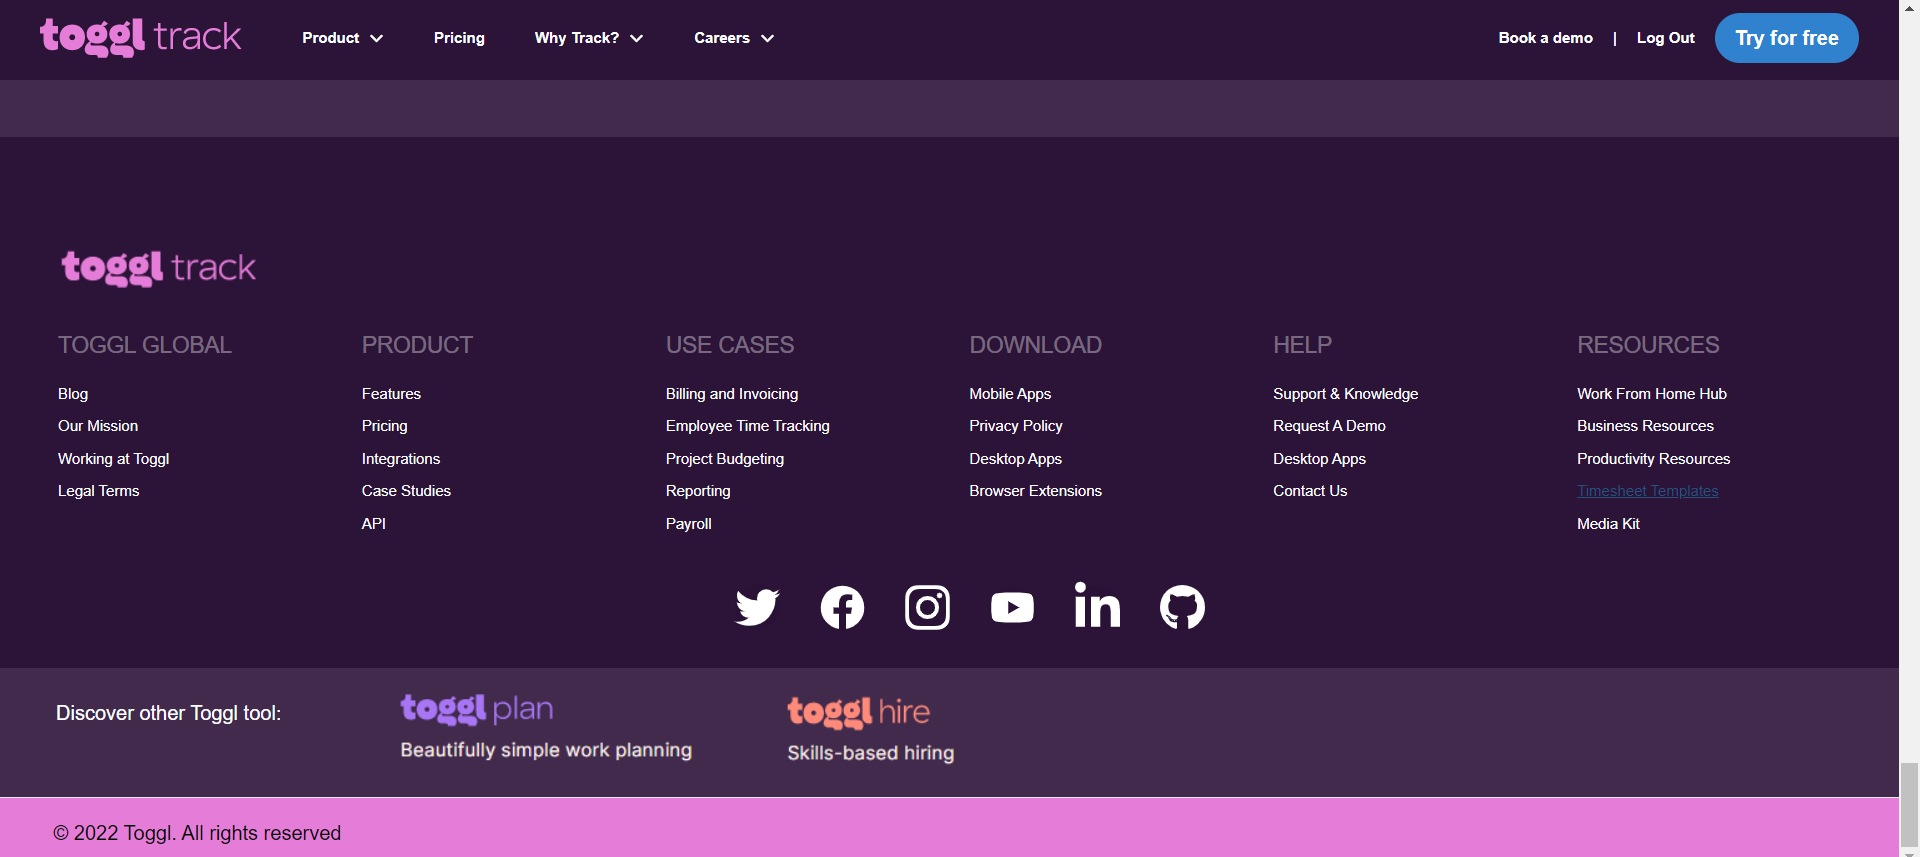 toggl track Product Pricing Why Track? Careers Book a demo | Log Out Try for free
toggl track
TOGGL GLOBAL PRODUCT USE CASES DOWNLOAD HELP RESOURCES
Blog Features Billing and Invoicing Mobile Apps Support & Knowledge Work From Home Hub
Our Mission Pricing Employee Time Tracking Privacy Policy Request A Demo Business Resources
Working at Toggl Integrations Project Budgeting Desktop Apps Desktop Apps Productivity Resources
Legal Terms Case Studies Reporting Browser Extensions Contact Us Timesheet Templates
API Payroll Media Kit
Discover other Toggl tool: toggl plan toggl hire
Beautifully simple work planning Skills-based hiring
© 2022 Toggl. All rights reserved